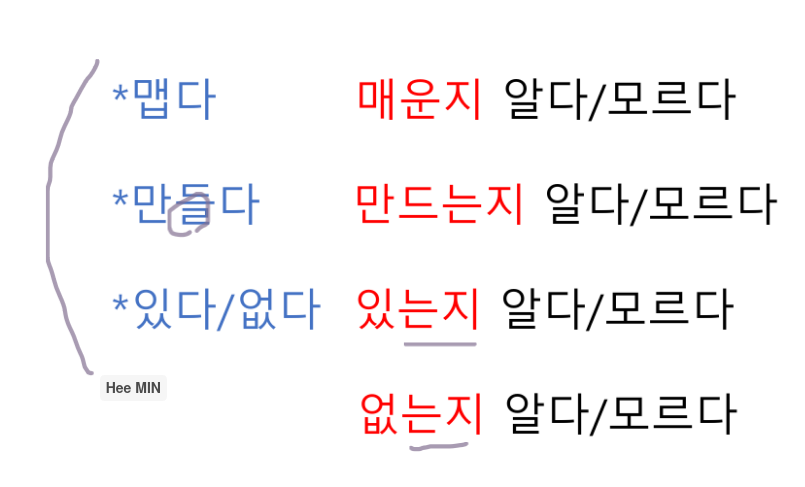 *맵다 매운지 알다/모르다
*만들다 만드는지 알다/모르다
*있다/없다 있는지 알다/모르다
Hee MIN
없는지 알다/모르다